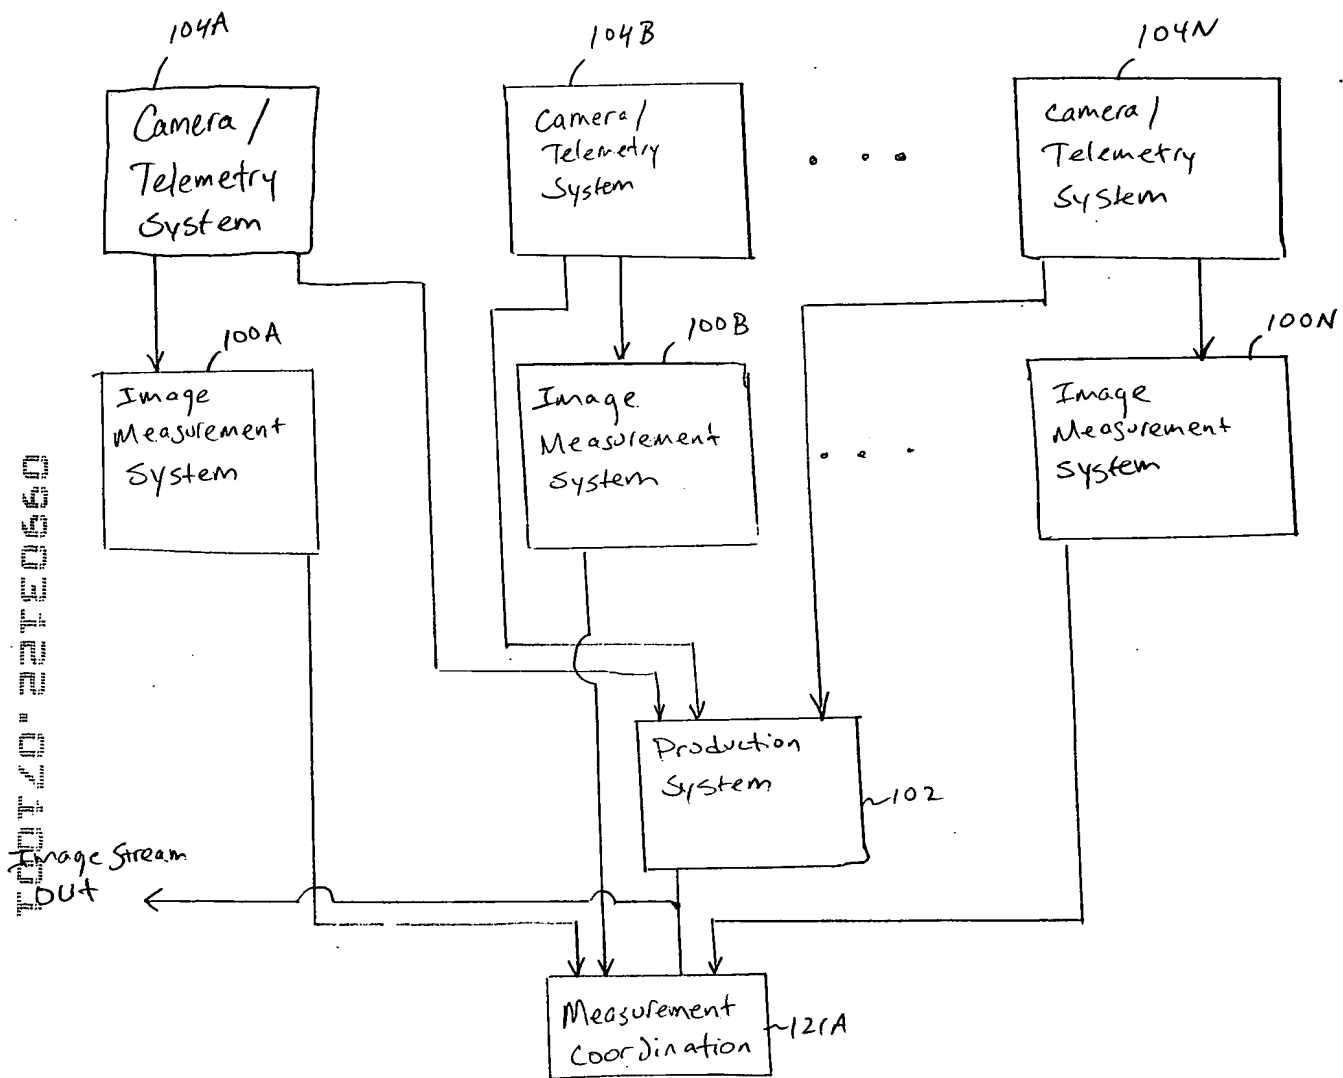 104A
104B
104N
Camera /
Telemetry
System
Camera /
Telemetry
System
Camera /
Telemetry
System
100A
100B
100N
Image
Measurement
System
Image
Measurement
System
Image
Measurement
System
Production
System
102
Image Stream
OUT
Measurement
Coordination
121A